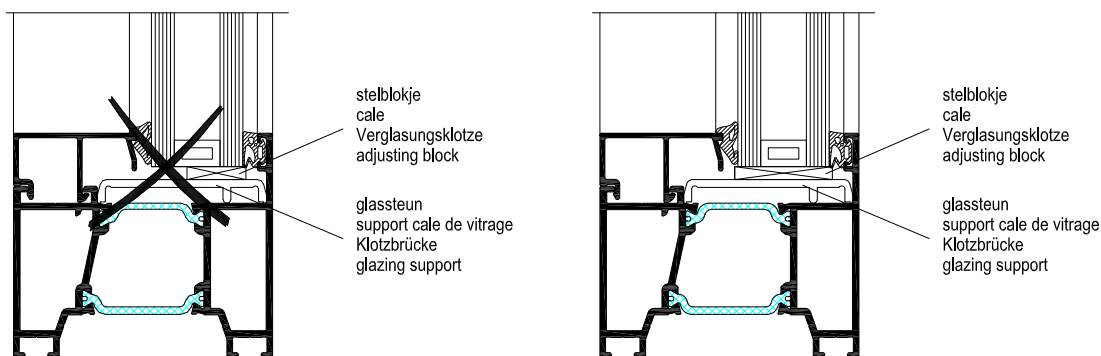 stelblokje
cale
Verglasungsklotze
adjusting block
glassteun
support cale de vitrage
Klotzbrücke
glazing support
stelblokje
cale
Verglasungsklotze
adjusting block
glassteun
support cale de vitrage
Klotzbrücke
glazing support